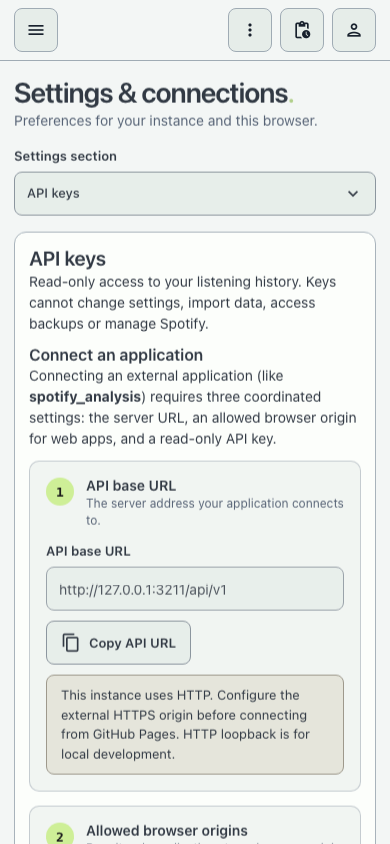 Settings & connections.
Preferences for your instance and this browser.
Settings section
API keys
API keys
Read-only access to your listening history. Keys
cannot change settings, import data, access
backups or manage Spotify.
Connect an application
Connecting an external application (like
spotify_analysis) requires three coordinated
settings: the server URL, an allowed browser origin
for web apps, and a read-only API key.
1
API base URL
The server address your application connects
to.
API base URL
http://127.0.0.1:3211/api/v1
Copy API URL
This instance uses HTTP. Configure the
external HTTPS origin before connecting
from GitHub Pages. HTTP loopback is for
local development.
2
Allowed browser origins